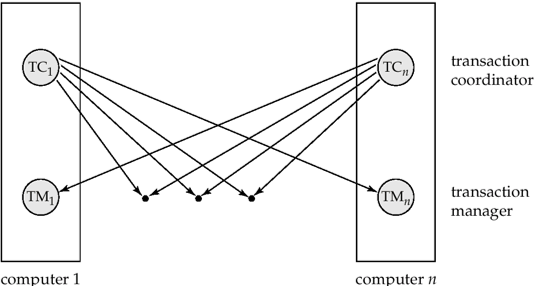 TC1
TCn
transaction
coordinator
TM1
TMn
transaction
manager
computer 1
computer n